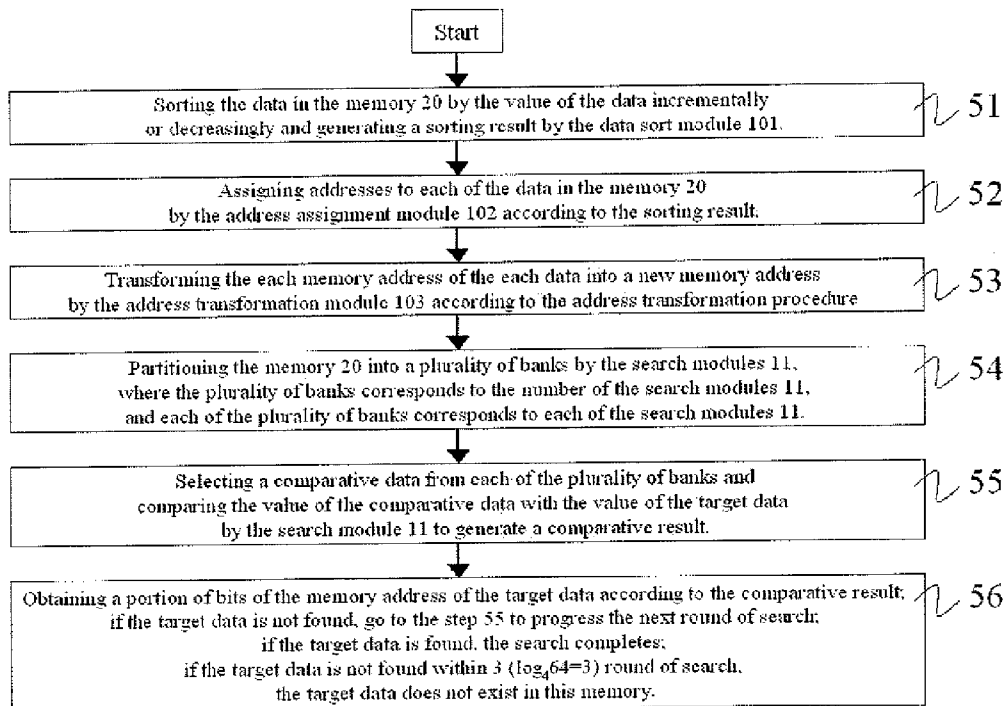 Start
Sorting the data in the memory 20 by the value of the data incrementally
or decreasingly and generating a sorting result by the data sort module 101.
51
Assigning addresses to each of the data in the memory 20
by the address assignment module 102 according to the sorting result.
52
Transforming the each memory address of the each data into a new memory address
by the address transformation module 103 according to the address transformation procedure
53
Partitioning the memory 20 into a plurality of banks by the search modules 11,
where the plurality of banks corresponds to the number of the search modules 11,
and each of the plurality of banks corresponds to each of the search modules 11.
54
Selecting a comparative data from each of the plurality of banks and
comparing the value of the comparative data with the value of the target data
by the search module 11 to generate a comparative result.
55
Obtaining a portion of bits of the memory address of the target data according to the comparative result;
if the target data is not found, go to the step 55 to progress the next round of search;
if the target data is found, the search completes;
if the target data is not found within 3 (log₄64=3) round of search,
the target data does not exist in this memory.
56